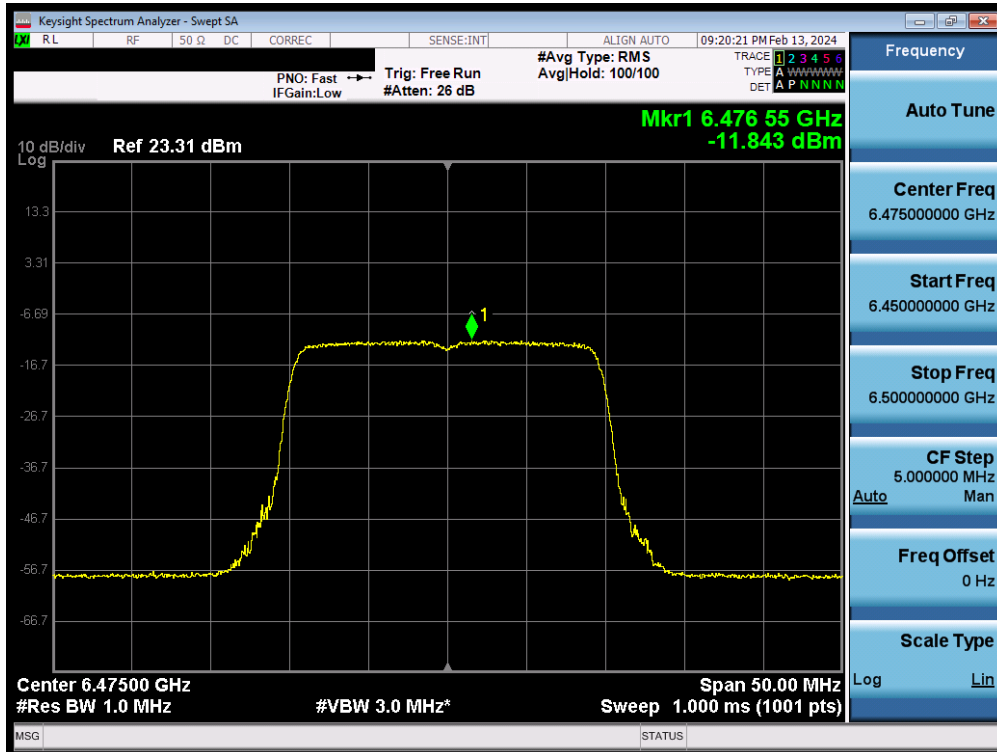 Keysight Spectrum Analyzer - Swept SA
LXI RL RF 50 Ω DC CORREC SENSE:INT ALIGN AUTO 09:20:21 PM Feb 13, 2024
PNO: Fast
IFGain:Low
Trig: Free Run
#Atten: 26 dB
#Avg Type: RMS
Avg|Hold: 100/100
TRACE 1 2 3 4 5 6
TYPE A WWWWW
DET A P N N N N
Mkr1 6.476 55 GHz
-11.843 dBm
10 dB/div Ref 23.31 dBm
Log
13.3
3.31
-6.69
1
-16.7
-26.7
-36.7
-46.7
-56.7
-66.7
Center 6.47500 GHz Span 50.00 MHz
#Res BW 1.0 MHz #VBW 3.0 MHz* Sweep 1.000 ms (1001 pts)
MSG STATUS
Frequency
Auto Tune
Center Freq
6.475000000 GHz
Start Freq
6.450000000 GHz
Stop Freq
6.500000000 GHz
CF Step
5.000000 MHz
Auto Man
Freq Offset
0 Hz
Scale Type
Log Lin